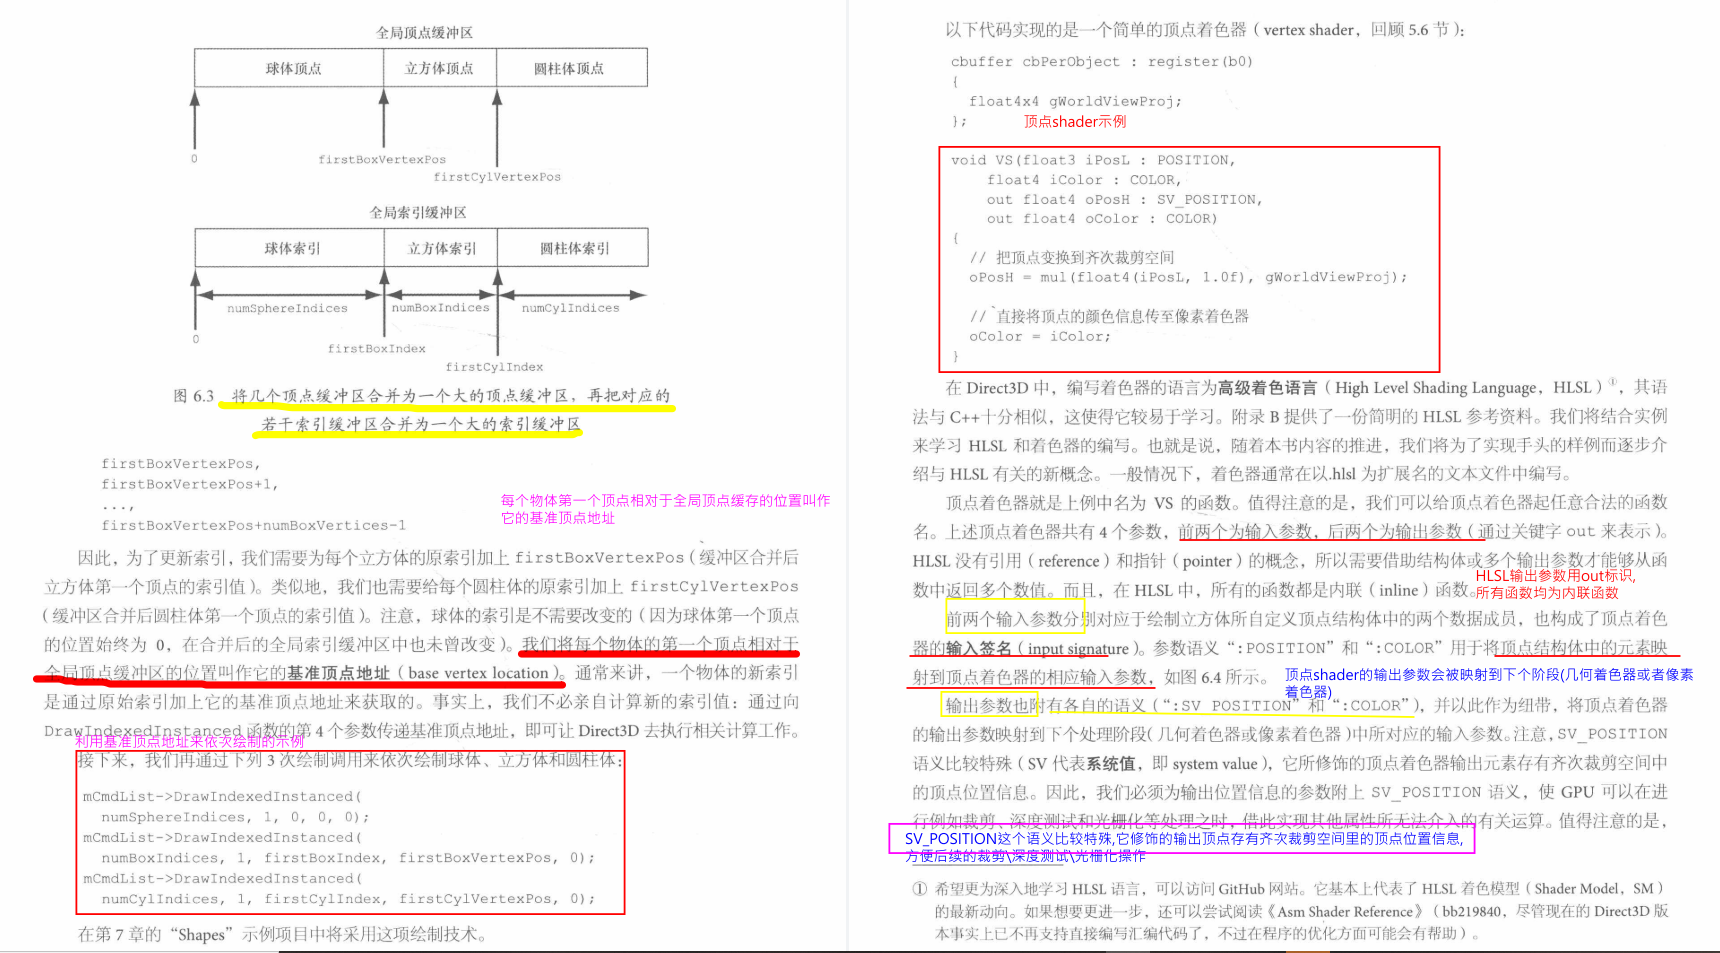 全局顶点缓冲区
球体顶点 立方体顶点 圆柱体顶点
0
firstBoxVertexPos
firstCylVertexPos
全局索引缓冲区
球体索引 立方体索引 圆柱体索引
numSphereIndices numBoxIndices numCylIndices
0
firstBoxIndex
firstCylIndex
图 6.3 将几个顶点缓冲区合并为一个大的顶点缓冲区，再把对应的
若干索引缓冲区合并为一个大的索引缓冲区
firstBoxVertexPos,
firstBoxVertexPos+1,
...,
firstBoxVertexPos+numBoxVertices-1
每个物体第一个顶点相对于全局顶点缓存的位置叫作
它的基准顶点地址
因此，为了更新索引，我们需要为每个立方体的原索引加上 firstBoxVertexPos（缓冲区合并后
立方体第一个顶点的索引值）。类似地，我们也需要给每个圆柱体的原索引加上 firstCylVertexPos
（缓冲区合并后圆柱体第一个顶点的索引值）。注意，球体的索引是不需要改变的（因为球体第一个顶点
的位置始终为 0，在合并后的全局索引缓冲区中也未曾改变）。我们将每个物体的第一个顶点相对于
全局顶点缓冲区的位置叫作它的基准顶点地址（base vertex location）。通常来讲，一个物体的新索引
是通过原始索引加上它的基准顶点地址来获取的。事实上，我们不必亲自计算新的索引值：通过向
DrawIndexedInstanced 函数的第 4 个参数传递基准顶点地址，即可让 Direct3D 去执行相关计算工作。
利用基准顶点地址来依次绘制的示例
接下来，我们再通过下列 3 次绘制调用来依次绘制球体、立方体和圆柱体：
mCmdList->DrawIndexedInstanced(
numSphereIndices, 1, 0, 0, 0);
mCmdList->DrawIndexedInstanced(
numBoxIndices, 1, firstBoxIndex, firstBoxVertexPos, 0);
mCmdList->DrawIndexedInstanced(
numCylIndices, 1, firstCylIndex, firstCylVertexPos, 0);
在第 7 章的“Shapes”示例项目中将采用这项绘制技术。
以下代码实现的是一个简单的顶点着色器（vertex shader，回顾 5.6 节）：
cbuffer cbPerObject : register(b0)
{
float4x4 gWorldViewProj;
};
顶点shader示例
void VS(float3 iPosL : POSITION,
float4 iColor : COLOR,
out float4 oPosH : SV_POSITION,
out float4 oColor : COLOR)
{
// 把顶点变换到齐次裁剪空间
oPosH = mul(float4(iPosL, 1.0f), gWorldViewProj);
// 直接将顶点的颜色信息传至像素着色器
oColor = iColor;
}
在 Direct3D 中，编写着色器的语言为高级着色语言（High Level Shading Language，HLSL）①，其语
法与 C++十分相似，这使得它较易于学习。附录 B 提供了一份简明的 HLSL 参考资料。我们将结合实例
来学习 HLSL 和着色器的编写。也就是说，随着本书内容的推进，我们将为了实现手头的样例而逐步介
绍与 HLSL 有关的新概念。一般情况下，着色器通常在以.hlsl 为扩展名的文本文件中编写。
顶点着色器就是上例中名为 VS 的函数。值得注意的是，我们可以给顶点着色器起任意合法的函数
名。上述顶点着色器共有 4 个参数，前两个为输入参数，后两个为输出参数（通过关键字 out 来表示）。
HLSL 没有引用（reference）和指针（pointer）的概念，所以需要借助结构体或多个输出参数才能够从函
数中返回多个数值。而且，在 HLSL 中，所有的函数都是内联（inline）函数。
HLSL输出参数用out标识,
所有函数均为内联函数
前两个输入参数分别对应于绘制立方体所自定义顶点结构体中的两个数据成员，也构成了顶点着色
器的输入签名（input signature）。参数语义“:POSITION”和“:COLOR”用于将顶点结构体中的元素映
射到顶点着色器的相应输入参数，如图 6.4 所示。
顶点shader的输出参数会被映射到下个阶段(几何着色器或者像素
着色器)
输出参数也附有各自的语义（“:SV POSITION”和“:COLOR”），并以此作为纽带，将顶点着色器
的输出参数映射到下个处理阶段（几何着色器或像素着色器）中所对应的输入参数。注意，SV_POSITION
语义比较特殊（SV 代表系统值，即 system value），它所修饰的顶点着色器输出元素存有齐次裁剪空间中
的顶点位置信息。因此，我们必须为输出位置信息的参数附上 SV_POSITION 语义，使 GPU 可以在进
行例如裁剪、深度测试和光栅化等处理之时，借此实现其他属性所无法介入的有关运算。值得注意的是，
SV_POSITION这个语义比较特殊,它修饰的输出顶点存有齐次裁剪空间里的顶点位置信息,
方便后续的裁剪\深度测试\光栅化操作
① 希望更为深入地学习 HLSL 语言，可以访问 GitHub 网站。它基本上代表了 HLSL 着色模型（Shader Model，SM）
的最新动向。如果想要更进一步，还可以尝试阅读《Asm Shader Reference》（bb219840，尽管现在的 Direct3D 版
本事实上已不再支持直接编写汇编代码了，不过在程序的优化方面可能会有帮助）。